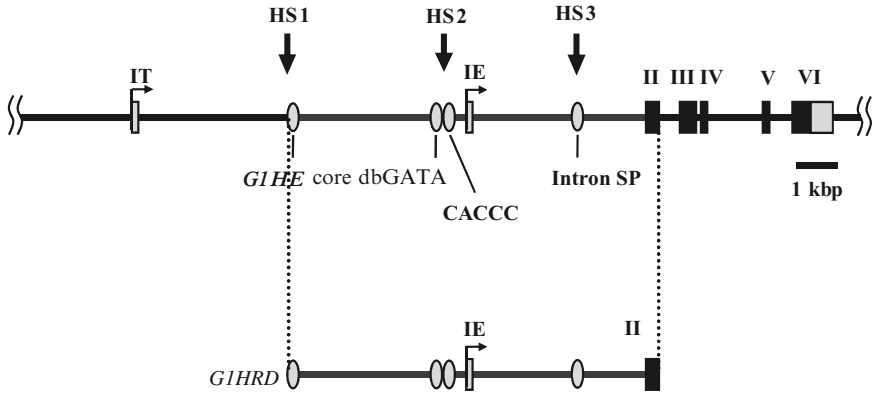 HS1 HS2 HS3
IT IE II III IV V VI
G1HE core dbGATA Intron SP
CACCC 1 kbp
IE II
G1HRD